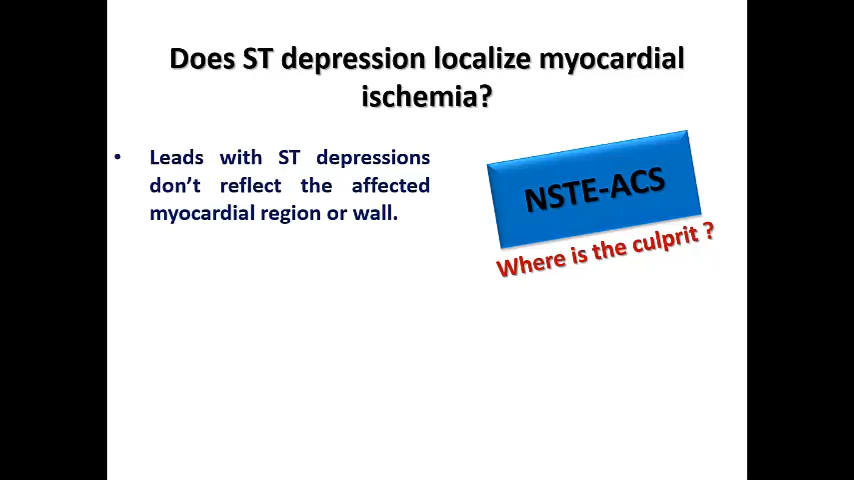 Does ST depression localize myocardial
ischemia?
• Leads with ST depressions
don't reflect the affected
myocardial region or wall.
NSTE-ACS
Where is the culprit ?